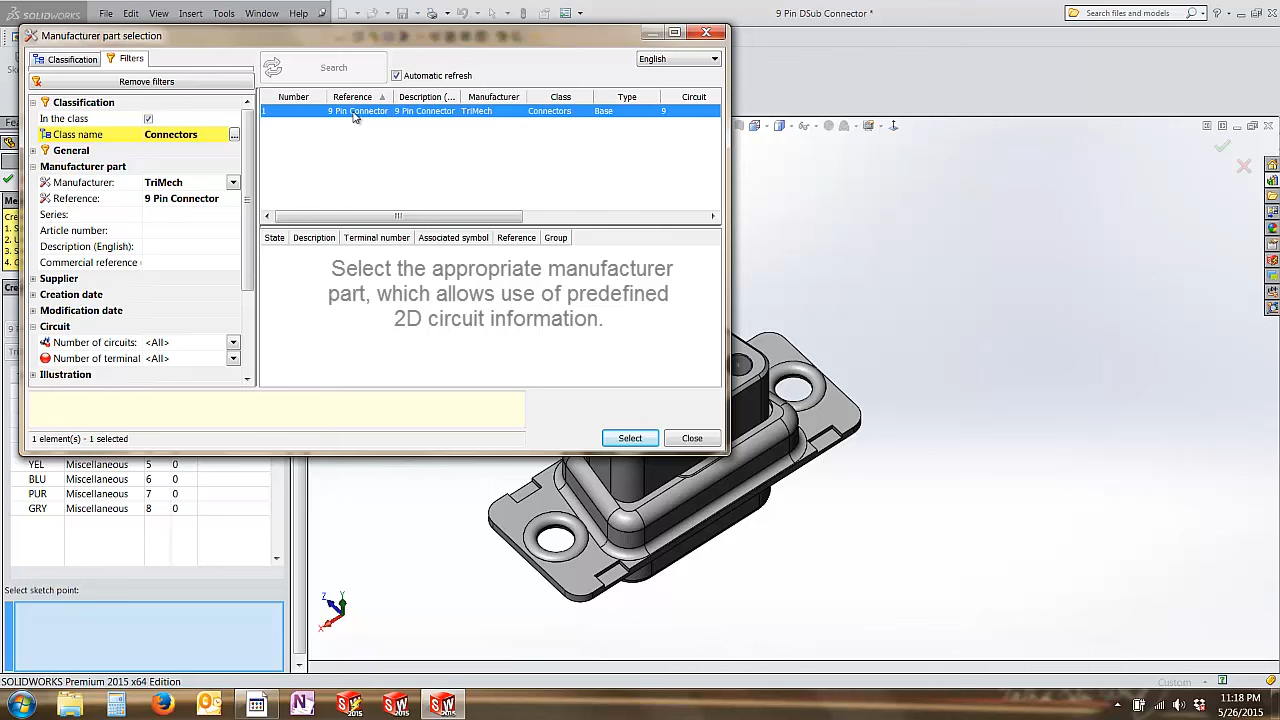 SOLIDWORKS
File Edit View Insert Tools Window Help
9 Pin DSub Connector *
Search files and models
Manufacturer part selection
Classification Filters
Remove filters
Search
Automatic refresh
English
Number Reference Description (... Manufacturer Class Type Circuit
1 9 Pin Connector 9 Pin Connector TriMech Connectors Base 9
Classification
In the class
Class name Connectors
General
Manufacturer part
Manufacturer: TriMech
Reference: 9 Pin Connector
Series:
Article number:
Description (English):
Commercial reference
Supplier
Creation date
Modification date
Circuit
Number of circuits: <All>
Number of terminal <All>
Illustration
State Description Terminal number Associated symbol Reference Group
Select the appropriate manufacturer
part, which allows use of predefined
2D circuit information.
1 element(s) - 1 selected
Select Close
YEL Miscellaneous 5 0
BLU Miscellaneous 6 0
PUR Miscellaneous 7 0
GRY Miscellaneous 8 0
Select sketch point:
Z Y
X
SOLIDWORKS Premium 2015 x64 Edition
Custom
11:18 PM
5/26/2015